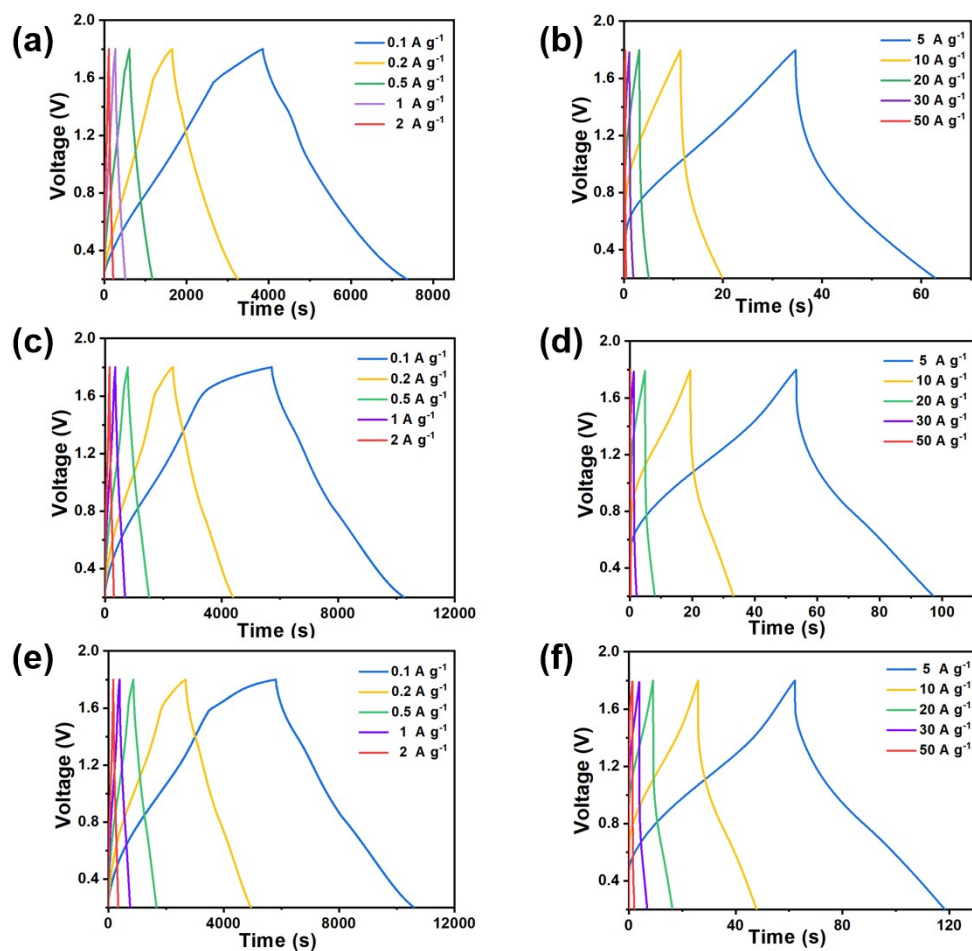 (a)
2.0
1.6
1.2
0.8
0.4
Voltage (V)
0.1 A g⁻¹
0.2 A g⁻¹
0.5 A g⁻¹
1 A g⁻¹
2 A g⁻¹
0 2000 4000 6000 8000
Time (s)
(b)
2.0
1.6
1.2
0.8
0.4
Voltage (V)
5 A g⁻¹
10 A g⁻¹
20 A g⁻¹
30 A g⁻¹
50 A g⁻¹
0 20 40 60
Time (s)
(c)
2.0
1.6
1.2
0.8
0.4
Voltage (V)
0.1 A g⁻¹
0.2 A g⁻¹
0.5 A g⁻¹
1 A g⁻¹
2 A g⁻¹
0 4000 8000 12000
Time (s)
(d)
2.0
1.6
1.2
0.8
0.4
Voltage (V)
5 A g⁻¹
10 A g⁻¹
20 A g⁻¹
30 A g⁻¹
50 A g⁻¹
0 20 40 60 80 100
Time (s)
(e)
2.0
1.6
1.2
0.8
0.4
Voltage (V)
0.1 A g⁻¹
0.2 A g⁻¹
0.5 A g⁻¹
1 A g⁻¹
2 A g⁻¹
0 4000 8000 12000
Time (s)
(f)
2.0
1.6
1.2
0.8
0.4
Voltage (V)
5 A g⁻¹
10 A g⁻¹
20 A g⁻¹
30 A g⁻¹
50 A g⁻¹
0 40 80 120
Time (s)